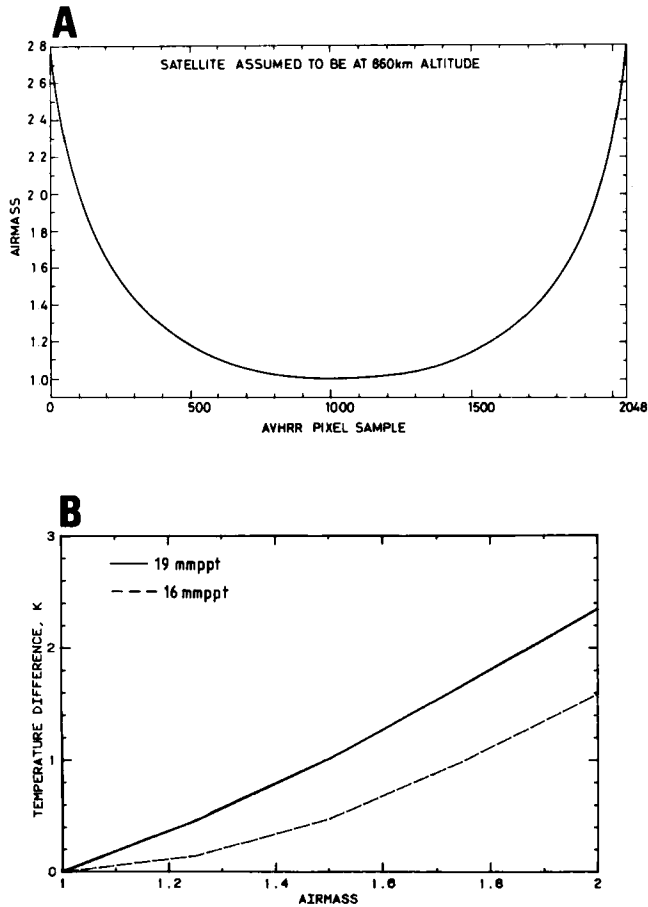 A
2.8
2.6
2.4
2.2
2.0
1.8
1.6
1.4
1.2
1.0
AIRMASS
SATELLITE ASSUMED TO BE AT 860km ALTITUDE
0 500 1000 1500 2048
AVHRR PIXEL SAMPLE
B
3
2
1
0
TEMPERATURE DIFFERENCE, K
19 mmppt
16 mmppt
1 1.2 1.4 1.6 1.8 2
AIRMASS